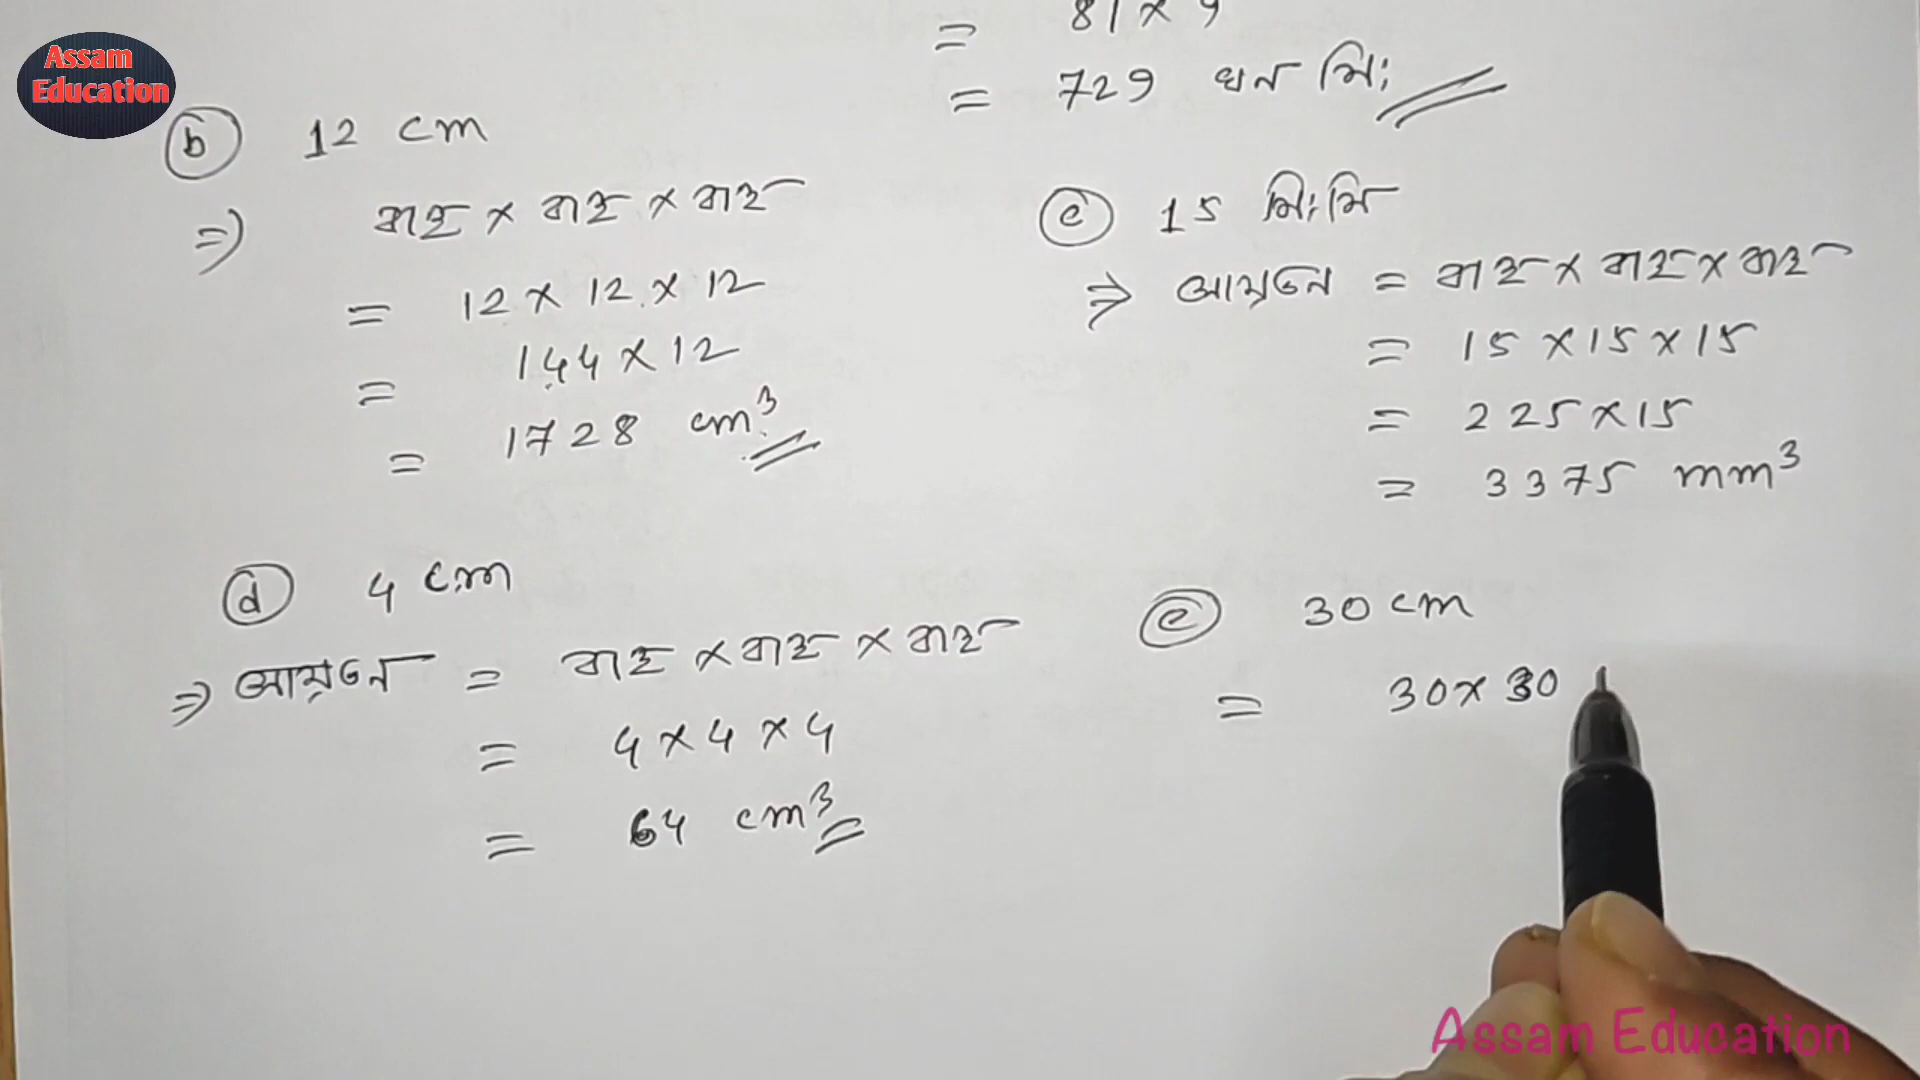 Assam
Education
= 81 × 9
= 729 ঘন মি:
b 12 cm
⇒ বাহু × বাহু × বাহু
= 12 × 12 × 12
= 144 × 12
= 1728 cm³
c 15 মি:মি
⇒ আয়তন = বাহু × বাহু × বাহু
= 15 × 15 × 15
= 225 × 15
= 3375 mm³
d 4 cm
⇒ আয়তন = বাহু × বাহু × বাহু
= 4 × 4 × 4
= 64 cm³
e 30 cm
= 30 × 30
Assam Education